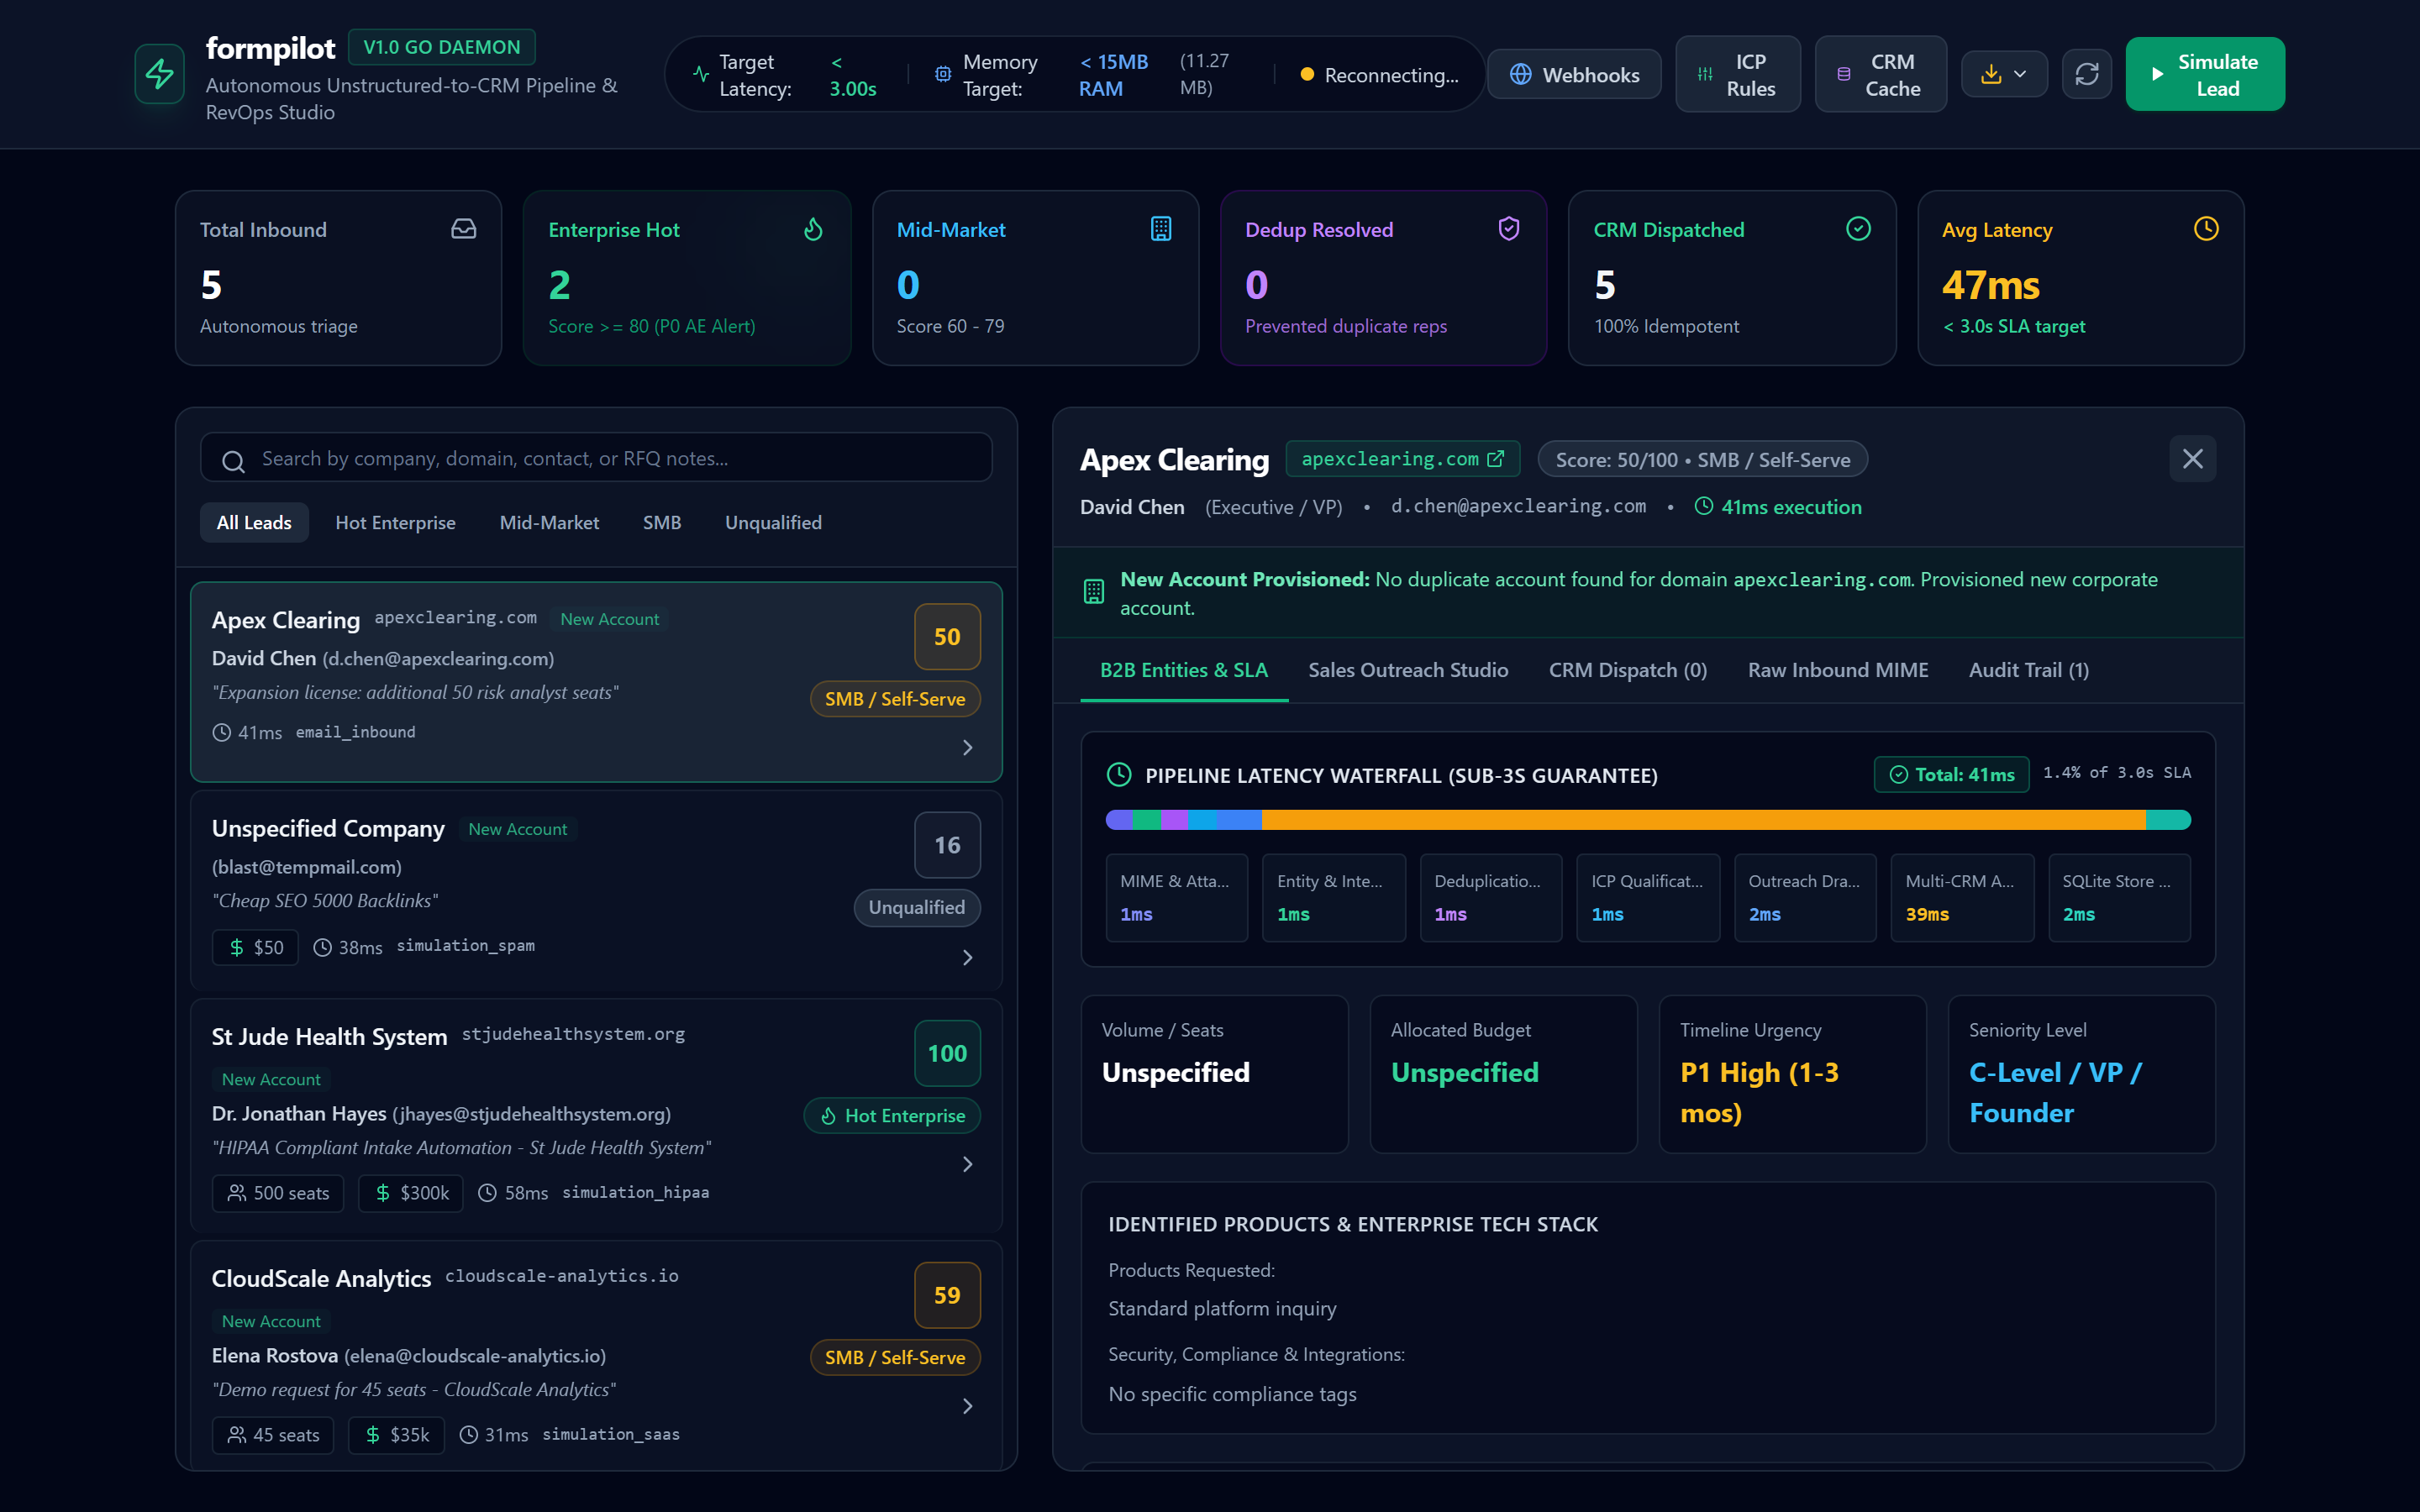 formpilot V1.0 GO DAEMON
Autonomous Unstructured-to-CRM Pipeline &
RevOps Studio
Target
Latency:
<
3.00s
Memory
Target:
< 15MB
RAM
(11.27
MB)
Reconnecting...
Webhooks
ICP
Rules
CRM
Cache
Simulate
Lead
Total Inbound
5
Autonomous triage
Enterprise Hot
2
Score >= 80 (P0 AE Alert)
Mid-Market
0
Score 60 - 79
Dedup Resolved
0
Prevented duplicate reps
CRM Dispatched
5
100% Idempotent
Avg Latency
47ms
< 3.0s SLA target
Search by company, domain, contact, or RFQ notes...
All Leads Hot Enterprise Mid-Market SMB Unqualified
Apex Clearing apexclearing.com New Account
50
David Chen (d.chen@apexclearing.com)
"Expansion license: additional 50 risk analyst seats"
SMB / Self-Serve
41ms email_inbound
Unspecified Company New Account
16
(blast@tempmail.com)
"Cheap SEO 5000 Backlinks"
Unqualified
$50 38ms simulation_spam
St Jude Health System stjudehealthsystem.org
100
New Account
Dr. Jonathan Hayes (jhayes@stjudehealthsystem.org)
Hot Enterprise
"HIPAA Compliant Intake Automation - St Jude Health System"
500 seats $300k 58ms simulation_hipaa
CloudScale Analytics cloudscale-analytics.io
59
New Account
Elena Rostova (elena@cloudscale-analytics.io)
SMB / Self-Serve
"Demo request for 45 seats - CloudScale Analytics"
45 seats $35k 31ms simulation_saas
Apex Clearing apexclearing.com Score: 50/100 • SMB / Self-Serve
David Chen (Executive / VP) • d.chen@apexclearing.com • 41ms execution
New Account Provisioned: No duplicate account found for domain apexclearing.com. Provisioned new corporate
account.
B2B Entities & SLA Sales Outreach Studio CRM Dispatch (0) Raw Inbound MIME Audit Trail (1)
PIPELINE LATENCY WATERFALL (SUB-3S GUARANTEE) Total: 41ms 1.4% of 3.0s SLA
MIME & Atta...
1ms
Entity & Inte...
1ms
Deduplicatio...
1ms
ICP Qualificat...
1ms
Outreach Dra...
2ms
Multi-CRM A...
39ms
SQLite Store ...
2ms
Volume / Seats
Unspecified
Allocated Budget
Unspecified
Timeline Urgency
P1 High (1-3
mos)
Seniority Level
C-Level / VP /
Founder
IDENTIFIED PRODUCTS & ENTERPRISE TECH STACK
Products Requested:
Standard platform inquiry
Security, Compliance & Integrations:
No specific compliance tags